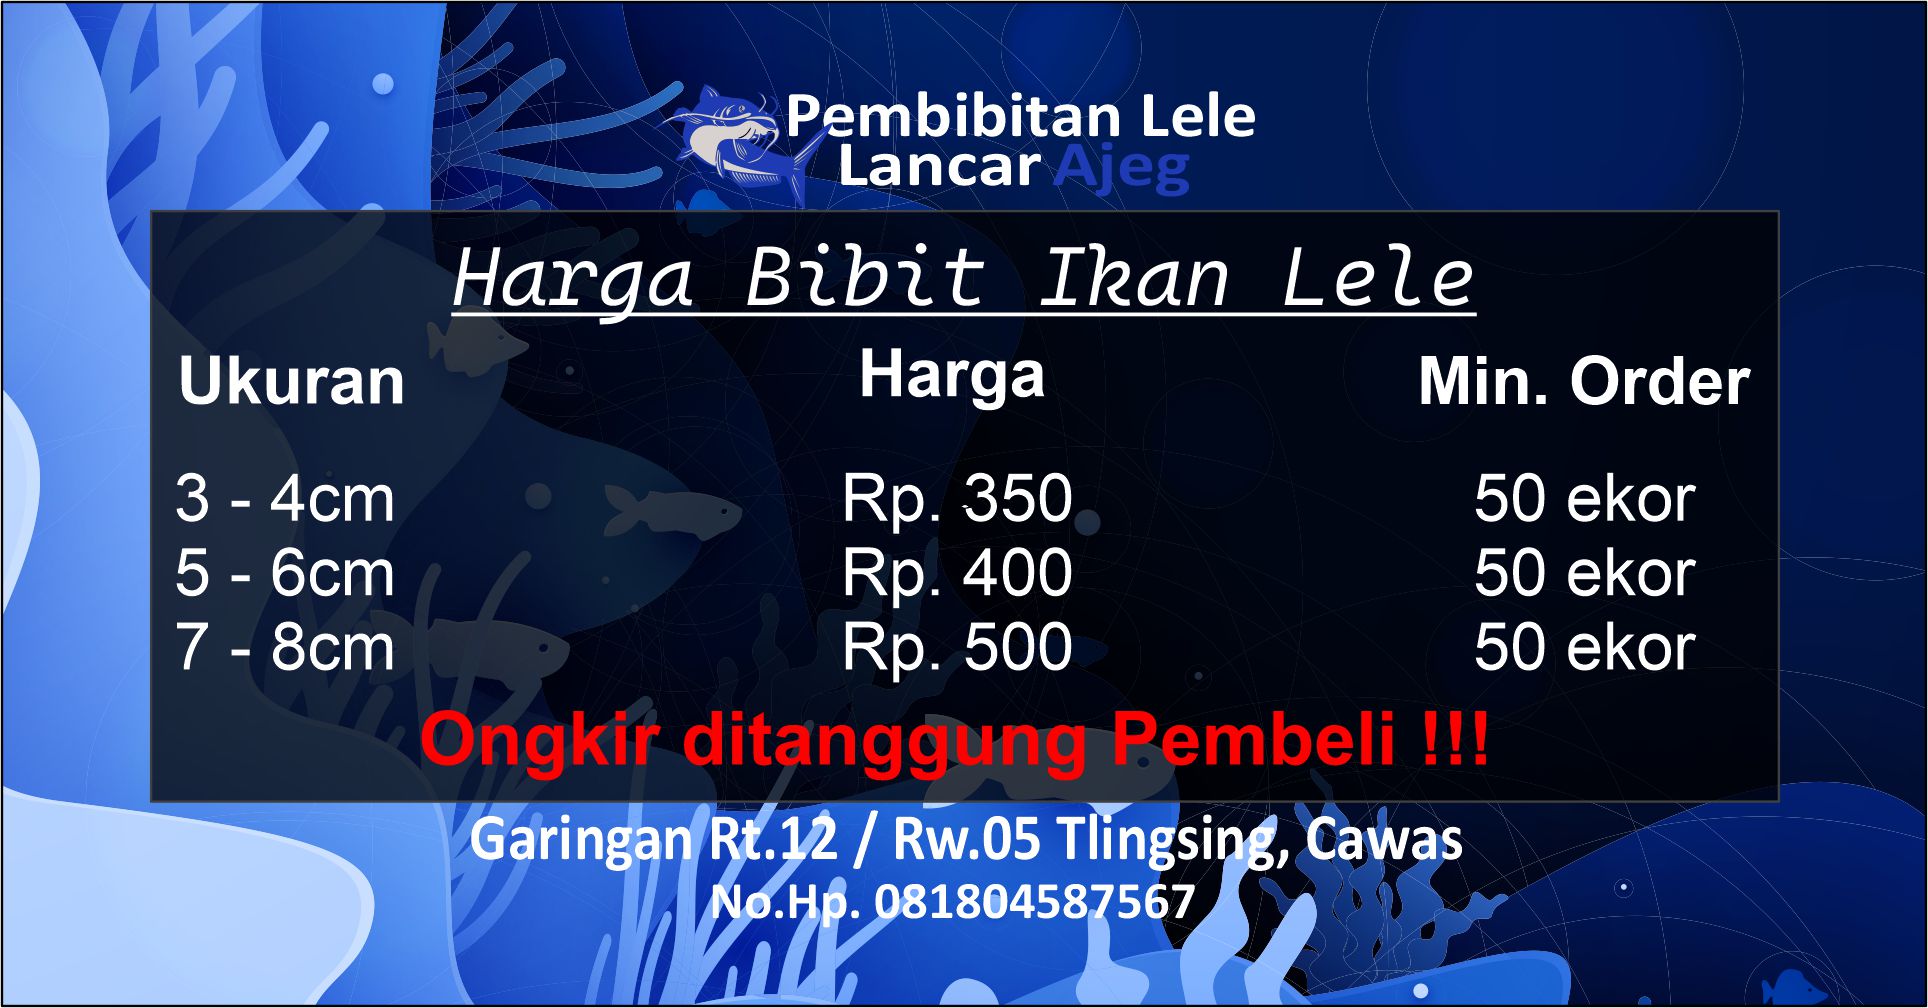 Pembibitan Lele
Lancar Ajeg
Harga Bibit Ikan Lele
Ukuran Harga Min. Order
3 - 4cm Rp. 350 50 ekor
5 - 6cm Rp. 400 50 ekor
7 - 8cm Rp. 500 50 ekor
Ongkir ditanggung Pembeli !!!
Garingan Rt.12 / Rw.05 Tlingsing, Cawas
No.Hp. 081804587567